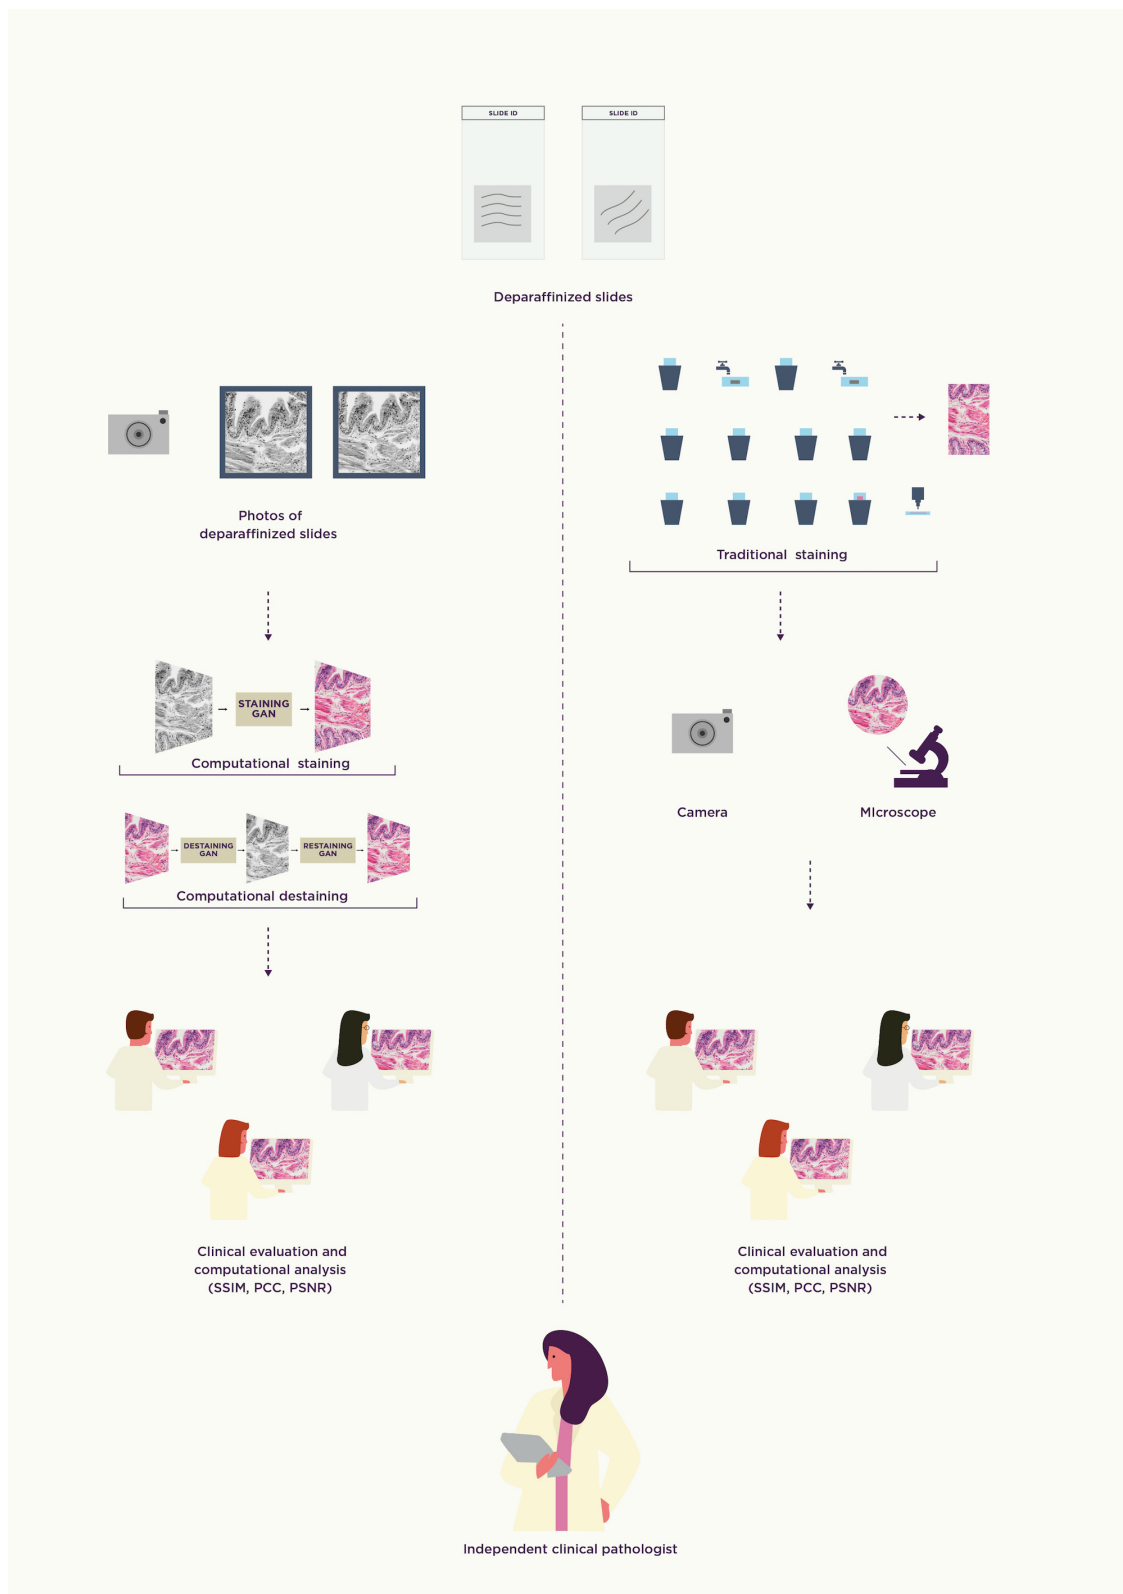 SLIDE ID
SLIDE ID
Deparaffinized slides
Photos of
deparaffinized slides
Traditional staining
STAINING
GAN
Computational staining
Camera
MIcroscope
DESTAINING
GAN
RESTAINING
GAN
Computational destaining
Clinical evaluation and
computational analysis
(SSIM, PCC, PSNR)
Clinical evaluation and
computational analysis
(SSIM, PCC, PSNR)
Independent clinical pathologist